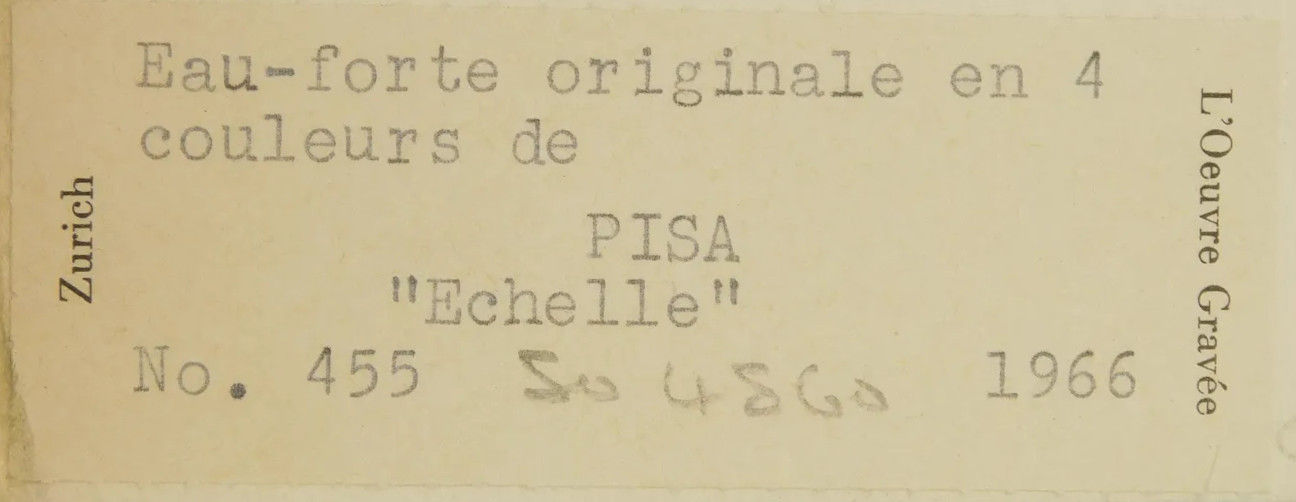 Zurich
Eau-forte originale en 4
couleurs de
PISA
"Echelle"
No. 455 1966
L'Oeuvre Gravée